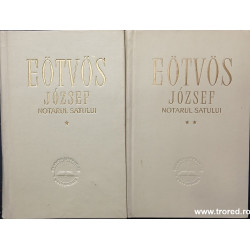 EÖTVÖS
JÓZSEF
NOTARUL SATULUI
*
EÖTVÖS
JÓZSEF
NOTARUL SATULUI
**
www.trored.ro